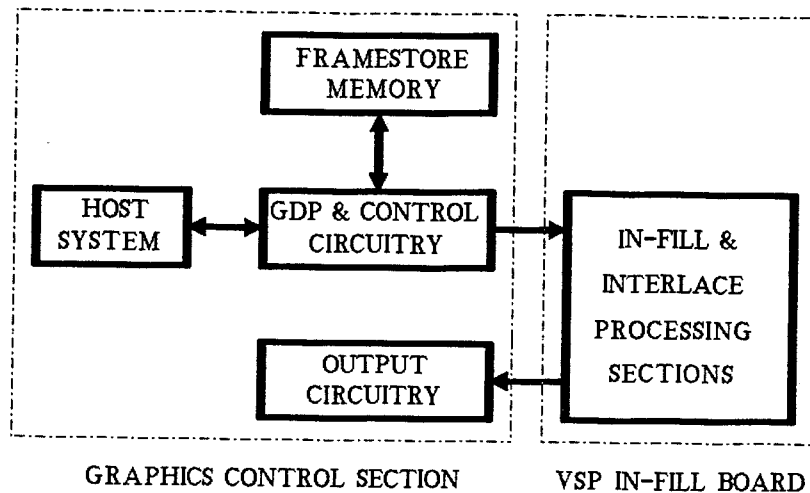 FRAMESTORE
MEMORY
HOST
SYSTEM
GDP & CONTROL
CIRCUITRY
IN-FILL &
INTERLACE
PROCESSING
SECTIONS
OUTPUT
CIRCUITRY
GRAPHICS CONTROL SECTION
VSP IN-FILL BOARD